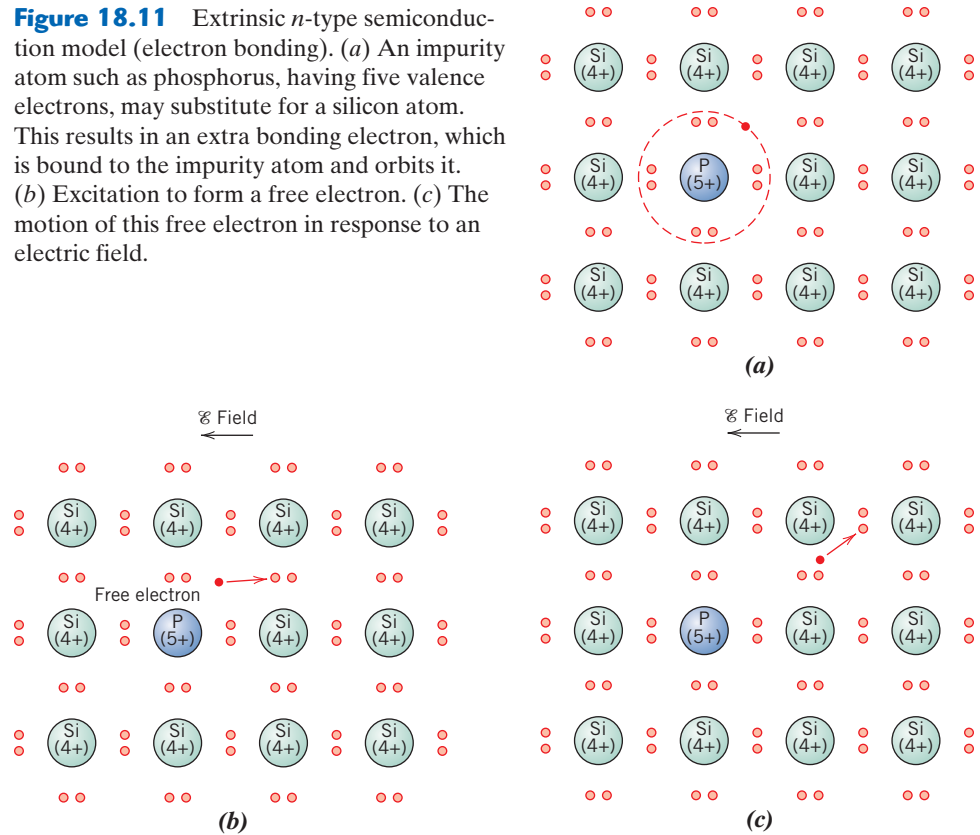 Figure 18.11 Extrinsic n-type semiconduc-
tion model (electron bonding). (a) An impurity
atom such as phosphorus, having five valence
electrons, may substitute for a silicon atom.
This results in an extra bonding electron, which
is bound to the impurity atom and orbits it.
(b) Excitation to form a free electron. (c) The
motion of this free electron in response to an
electric field.
Si Si Si Si
(4+) (4+) (4+) (4+)
Si P Si Si
(4+) (5+) (4+) (4+)
Si Si Si Si
(4+) (4+) (4+) (4+)
(a)
ℰ Field
Si Si Si Si
(4+) (4+) (4+) (4+)
Free electron
Si P Si Si
(4+) (5+) (4+) (4+)
Si Si Si Si
(4+) (4+) (4+) (4+)
(b)
ℰ Field
Si Si Si Si
(4+) (4+) (4+) (4+)
Si P Si Si
(4+) (5+) (4+) (4+)
Si Si Si Si
(4+) (4+) (4+) (4+)
(c)